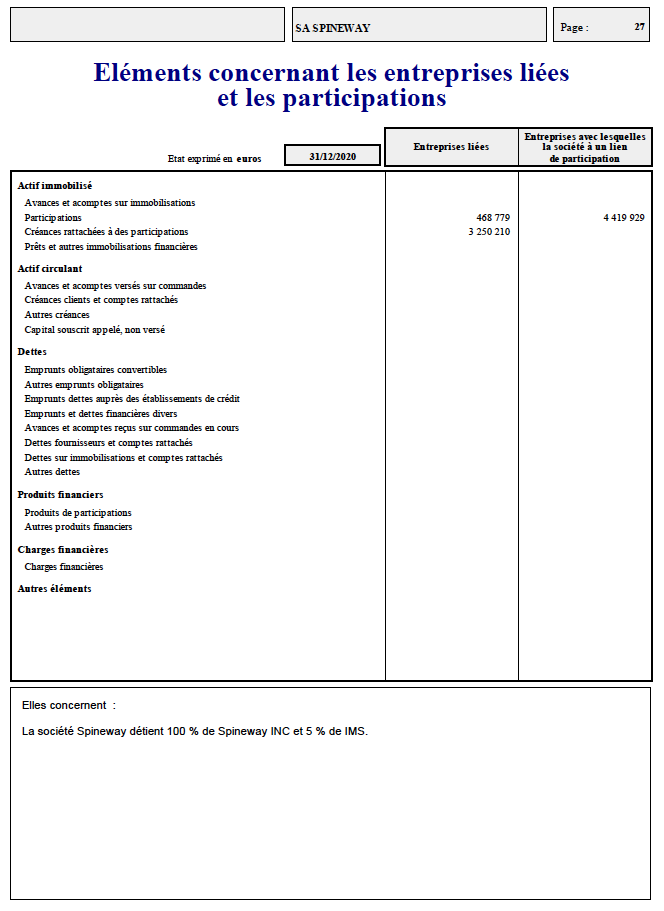 SA SPINEWAY
Page : 27
Eléments concernant les entreprises liées
et les participations
Etat exprimé en euros
31/12/2020
Entreprises liées
Entreprises avec lesquelles
la société à un lien
de participation
Actif immobilisé
Avances et acomptes sur immobilisations
Participations 468 779 4 419 929
Créances rattachées à des participations 3 250 210
Prêts et autres immobilisations financières
Actif circulant
Avances et acomptes versés sur commandes
Créances clients et comptes rattachés
Autres créances
Capital souscrit appelé, non versé
Dettes
Emprunts obligataires convertibles
Autres emprunts obligataires
Emprunts dettes auprès des établissements de crédit
Emprunts et dettes financières divers
Avances et acomptes reçus sur commandes en cours
Dettes fournisseurs et comptes rattachés
Dettes sur immobilisations et comptes rattachés
Autres dettes
Produits financiers
Produits de participations
Autres produits financiers
Charges financières
Charges financières
Autres éléments
Elles concernent :
La société Spineway détient 100 % de Spineway INC et 5 % de IMS.